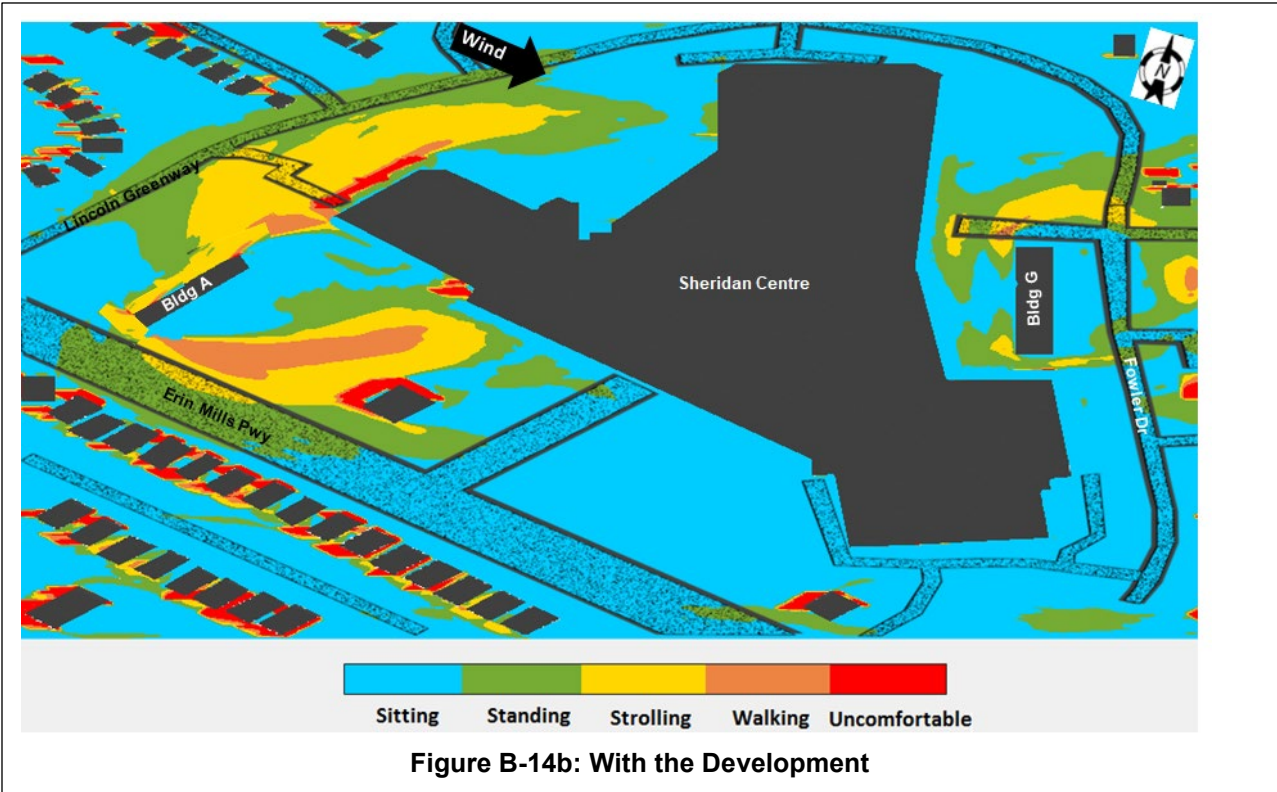 Wind
N
Lincoln Greenway
Bldg A
Sheridan Centre
Bldg G
Erin Mills Pwy
Fowler Dr
Sitting Standing Strolling Walking Uncomfortable
Figure B-14b: With the Development